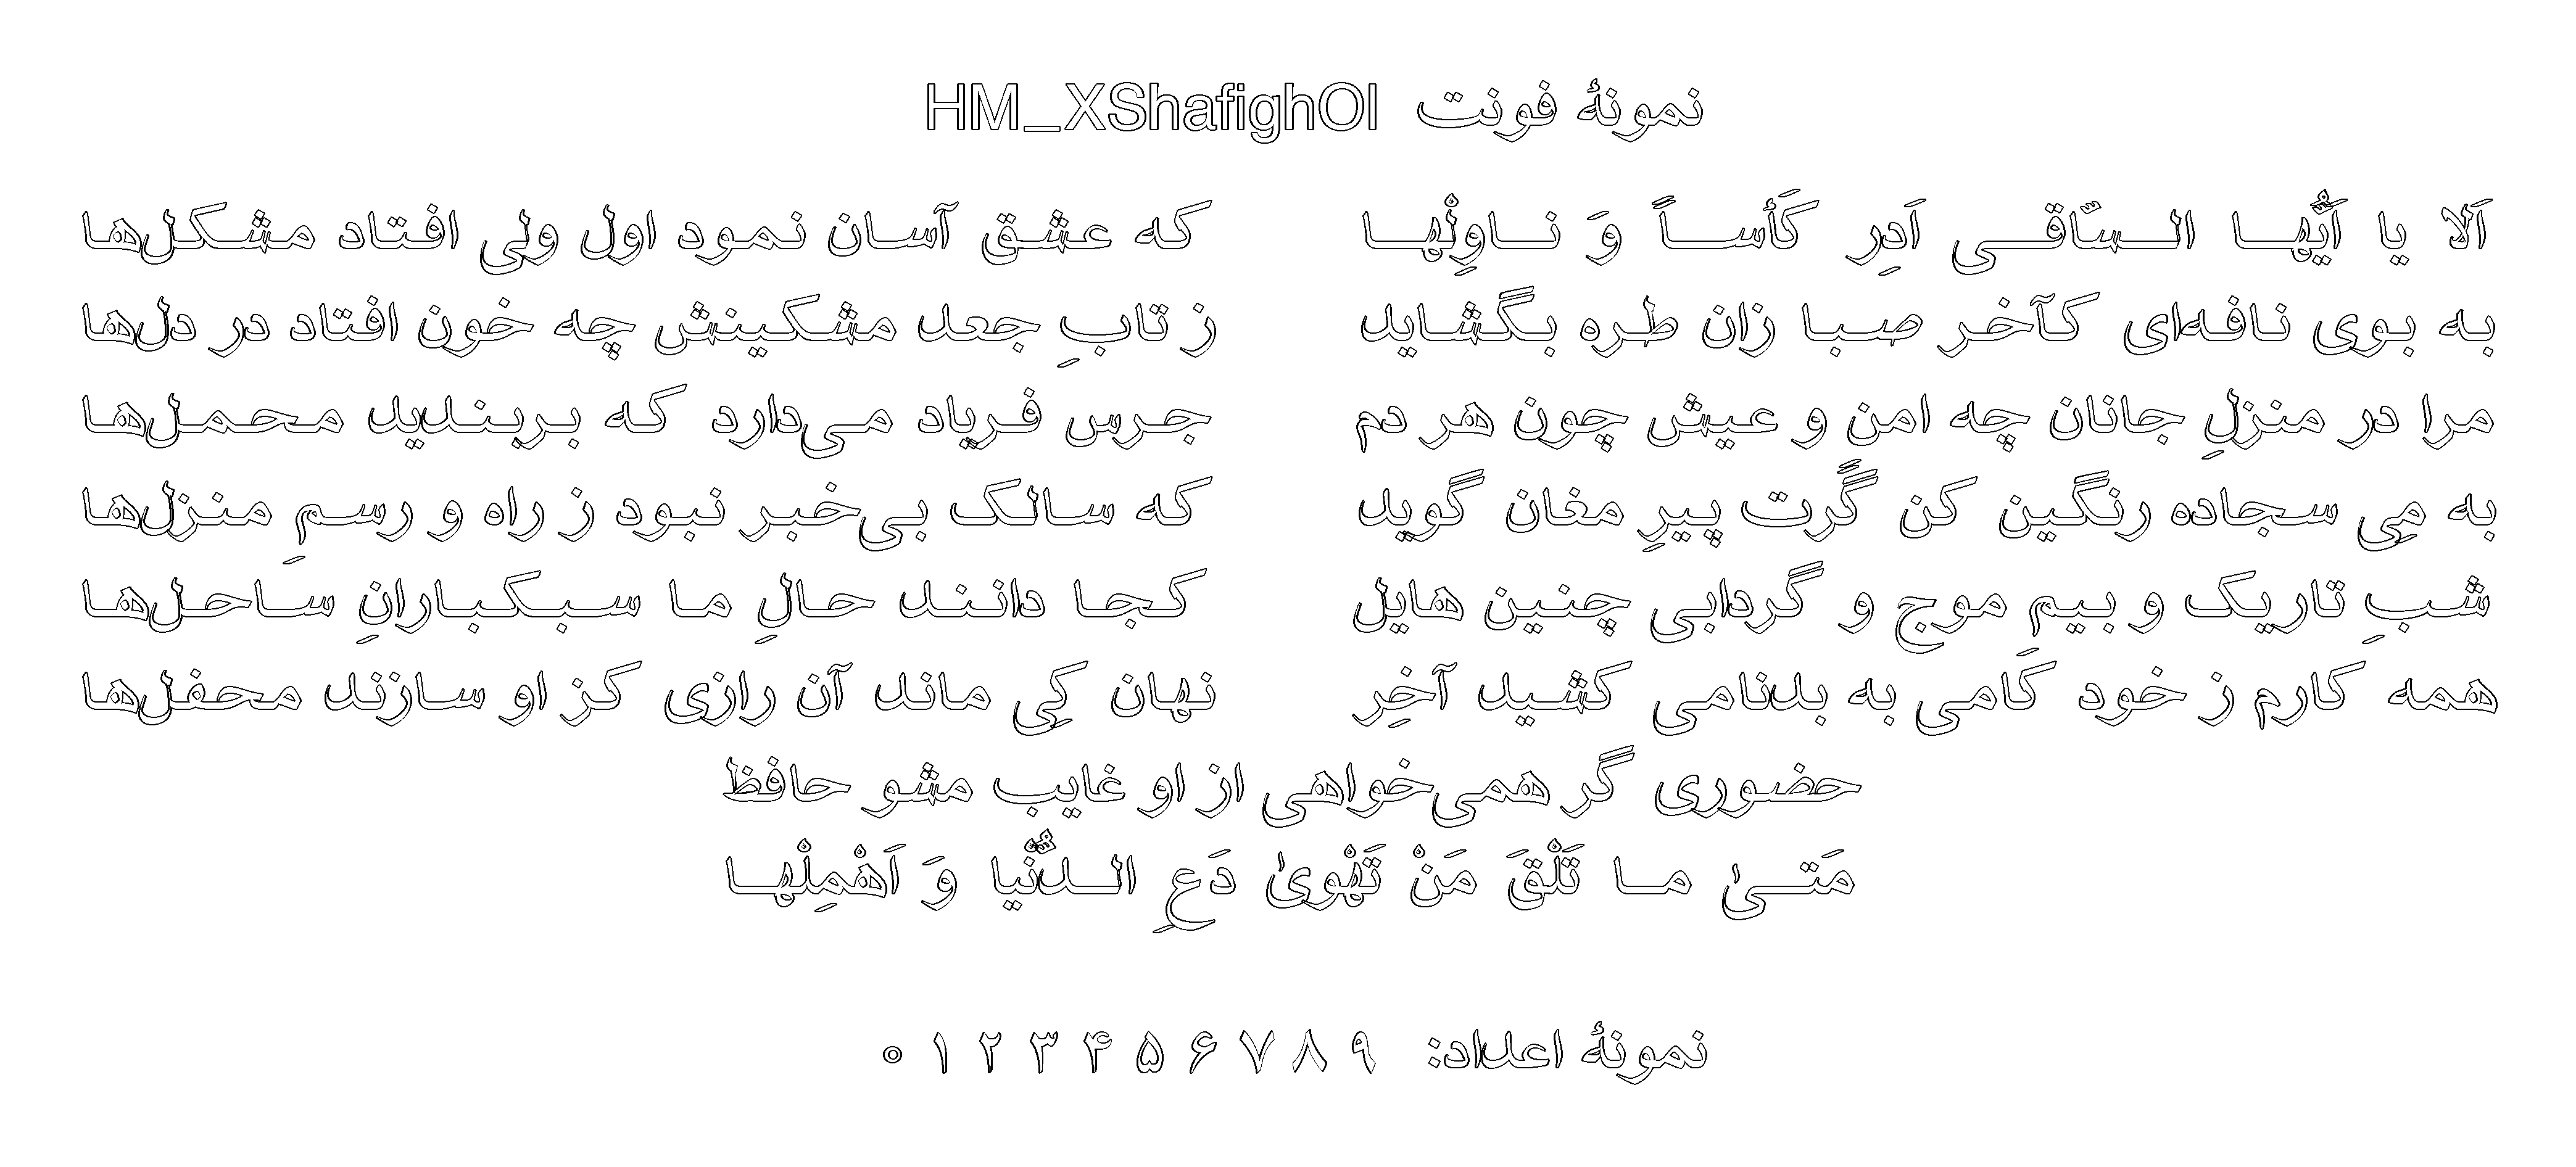 نمونهٔ فونت HM_XShafighOl
اَلا یا اَیُّها السّاقی اَدِر کَأساً وَ ناوِلْها که عشق آسان نمود اول ولی افتاد مشکل‌ها
به بوی نافه‌ای کآخر صبا زان طره بگشاید ز تابِ جعد مشکینش چه خون افتاد در دل‌ها
مرا در منزلِ جانان چه امن و عیش چون هر دم جرس فریاد می‌دارد که بربندید محمل‌ها
به مِی سجاده رنگین کن گَرت پیرِ مغان گوید که سالک بی‌خبر نبود ز راه و رسمِ منزل‌ها
شبِ تاریک و بیمِ موج و گردابی چنین هایل کجا دانند حالِ ما سبکبارانِ ساحل‌ها
همه کارم ز خود کامی به بدنامی کشید آخِر نهان کِی ماند آن رازی کز او سازند محفل‌ها
حضوری گر همی‌خواهی از او غایب مشو حافظ
مَتیٰ ما تَلْقَ مَنْ تَهْویٰ دَعِ الدُّنْیا وَ اَهْمِلْها
نمونهٔ اعداد: ۹ ۸ ۷ ۶ ۵ ۴ ۳ ۲ ۱ ۰